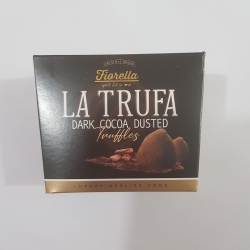 Fiorella
LA TRUFA
DARK COCOA DUSTED
Truffles